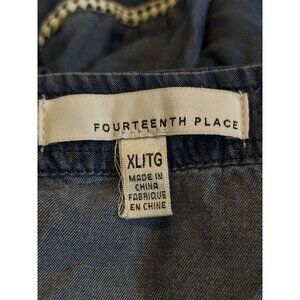 FOURTEENTH PLACE
XL|TG
MADE IN
CHINA
FABRIQUE
EN CHINE